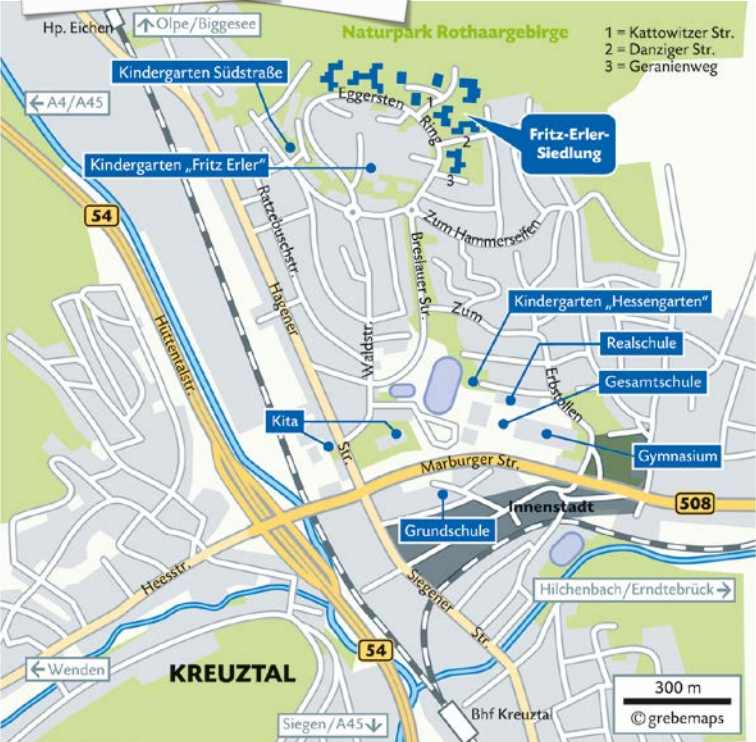 Hp. Eichen
↑Olpe/Biggesee
Naturpark Rothaargebirge
1 = Kattowitzer Str.
2 = Danziger Str.
3 = Geranienweg
Kindergarten Südstraße
←A4/A45
Eggersten
Ring
1
2
3
Fritz-Erler-
Siedlung
Kindergarten „Fritz Erler“
54
Ratzebuschstr.
Zum Hammerseifen
Breslauer Str.
Hagener
Str.
Zum
Erbstollen
Kindergarten „Hessengarten“
Realschule
Gesamtschule
Hüttentalstr.
Waldstr.
Kita
Gymnasium
Marburger Str.
508
Innenstadt
Grundschule
Heesstr.
Siegener
Str.
Hilchenbach/Erndtebrück→
54
←Wenden
KREUZTAL
300 m
© grebemaps
Bhf Kreuztal
Siegen/A45↓